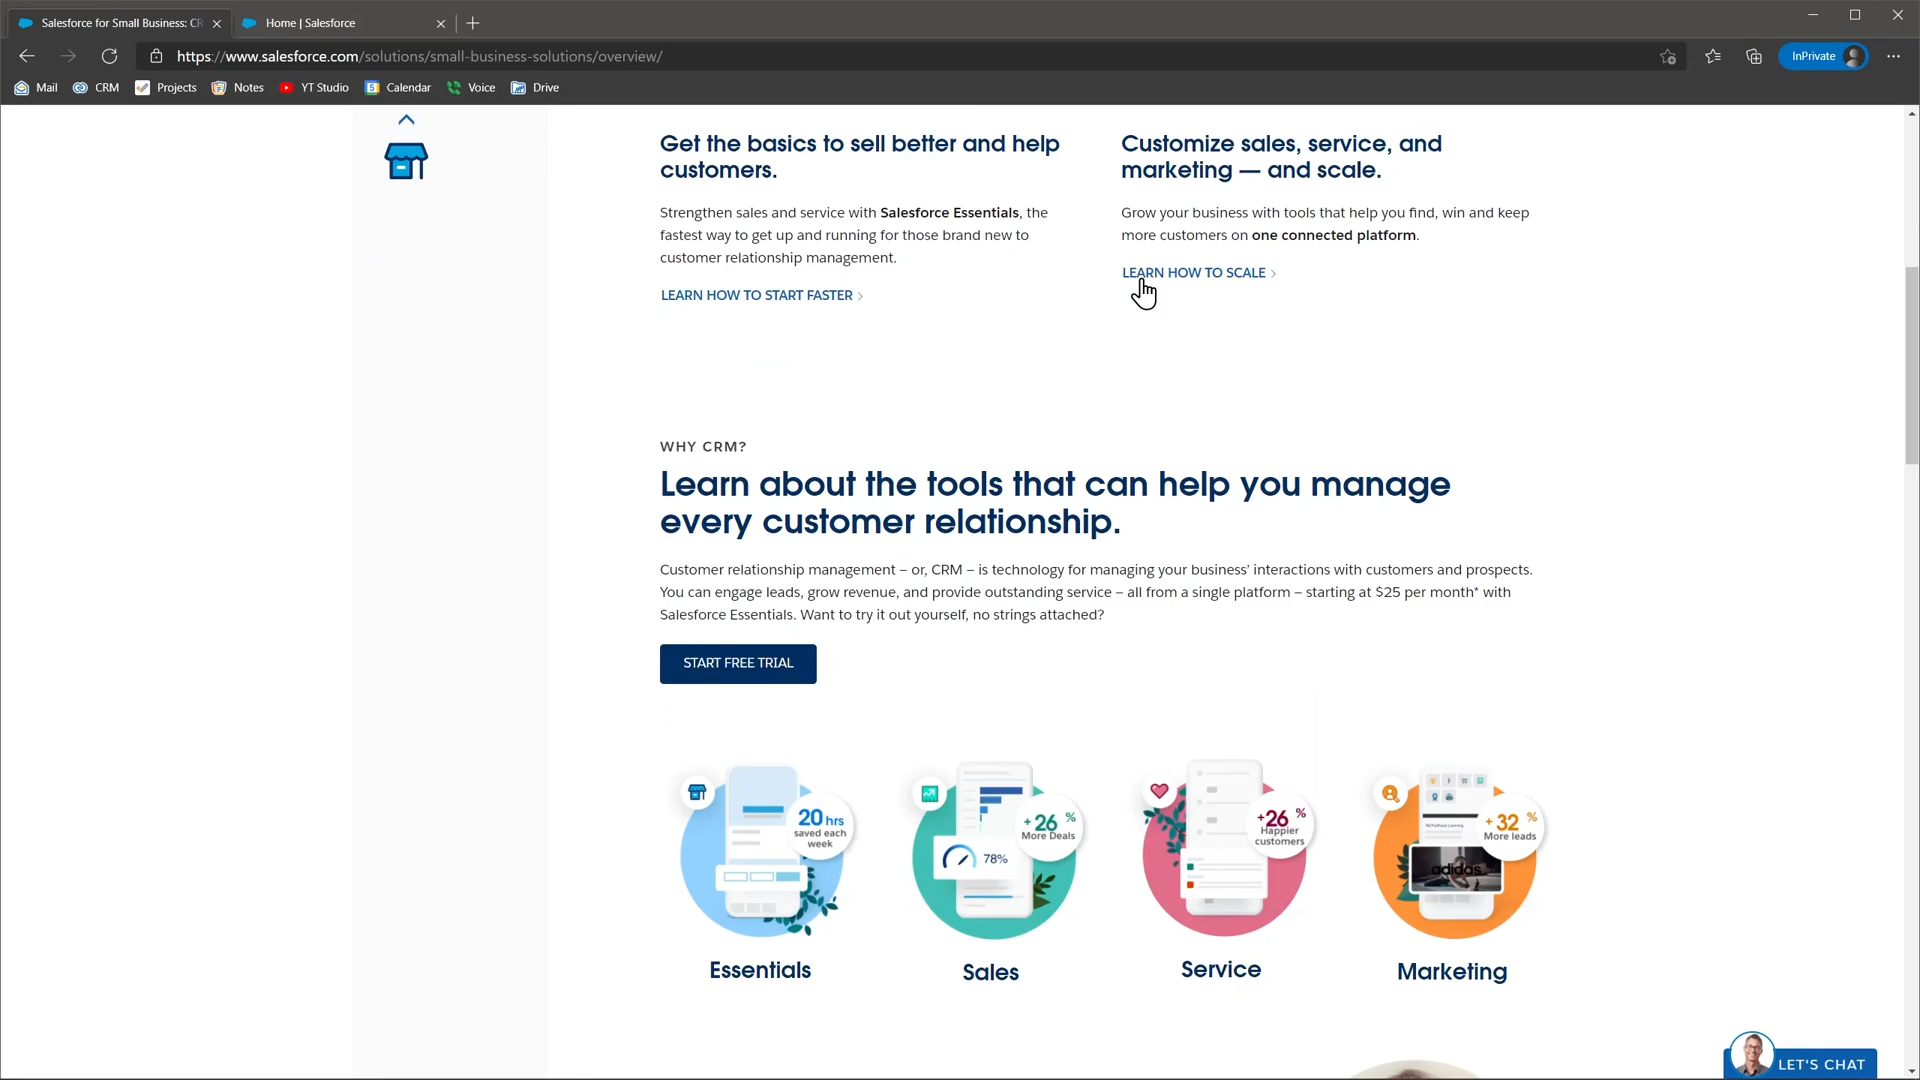 Salesforce for Small Business: CR
Home | Salesforce
https://www.salesforce.com/solutions/small-business-solutions/overview/
InPrivate
Mail
CRM
Projects
Notes
YT Studio
Calendar
Voice
Drive
Get the basics to sell better and help
customers.
Strengthen sales and service with Salesforce Essentials, the
fastest way to get up and running for those brand new to
customer relationship management.
LEARN HOW TO START FASTER
Customize sales, service, and
marketing — and scale.
Grow your business with tools that help you find, win and keep
more customers on one connected platform.
LEARN HOW TO SCALE
WHY CRM?
Learn about the tools that can help you manage
every customer relationship.
Customer relationship management – or, CRM – is technology for managing your business’ interactions with customers and prospects.
You can engage leads, grow revenue, and provide outstanding service – all from a single platform – starting at $25 per month* with
Salesforce Essentials. Want to try it out yourself, no strings attached?
START FREE TRIAL
20 hrs
saved each
week
Essentials
+26 %
More Deals
78%
Sales
+26 %
Happier
customers
Service
+32 %
More leads
adidas
Marketing
LET'S CHAT